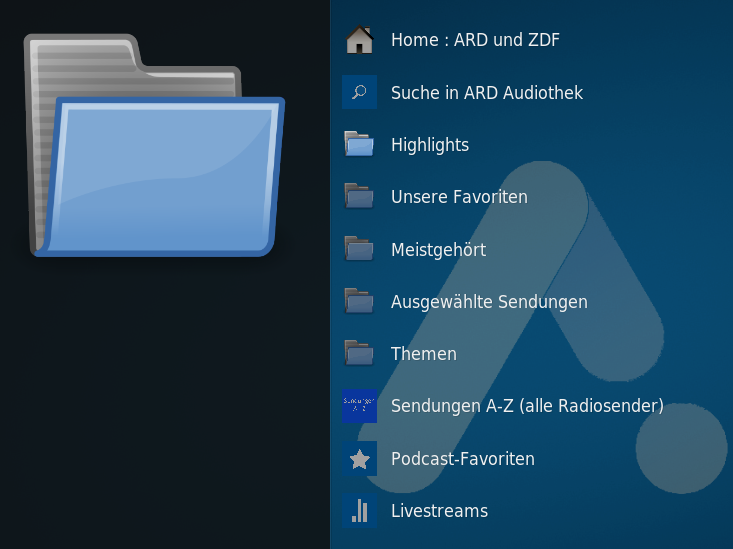 Home : ARD und ZDF
Suche in ARD Audiothek
Highlights
Unsere Favoriten
Meistgehört
Ausgewählte Sendungen
Themen
Sendungen
A - Z
Sendungen A-Z (alle Radiosender)
Podcast-Favoriten
Livestreams